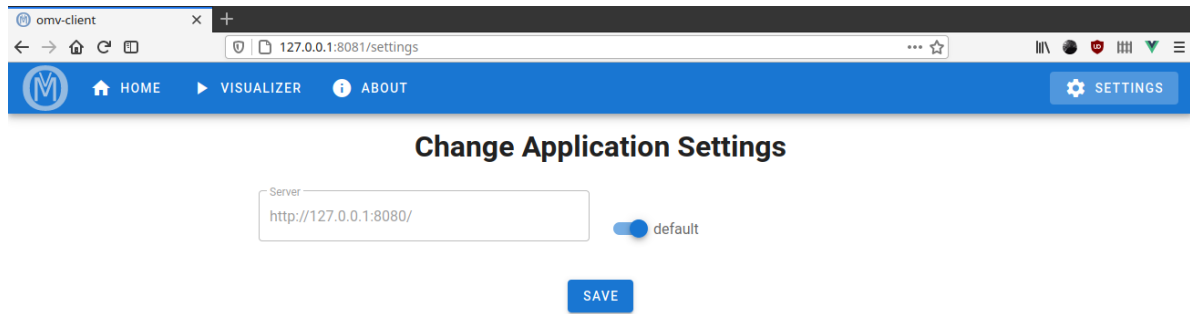 omv-client
127.0.0.1:8081/settings
HOME VISUALIZER ABOUT SETTINGS
Change Application Settings
Server
http://127.0.0.1:8080/
default
SAVE